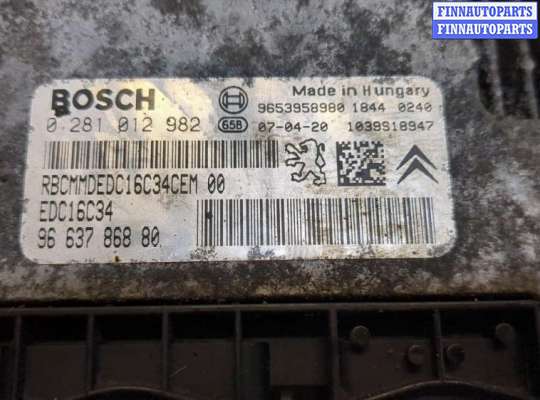 FINNAUTOPARTS
FINNAUTOPARTS
BOSCH
Made in Hungary
9653958980 1844 0240
0 281 012 982 65B 07-04-20 1039S18947
RBCMMDEDC16C34CEM 00
EDC16C34
96 637 868 80